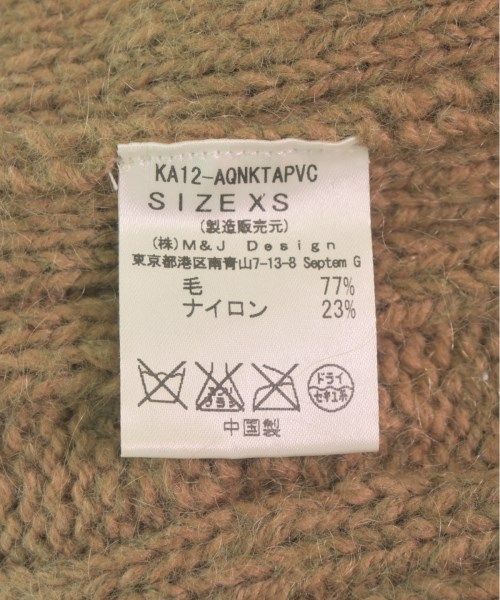 KA12-AQNKTAPVC
SIZE XS
(製造販売元)
(株)M&J Design
東京都港区南青山7-13-8 Septem G
毛 77%
ナイロン 23%
ドライ
セキユ系
中国製